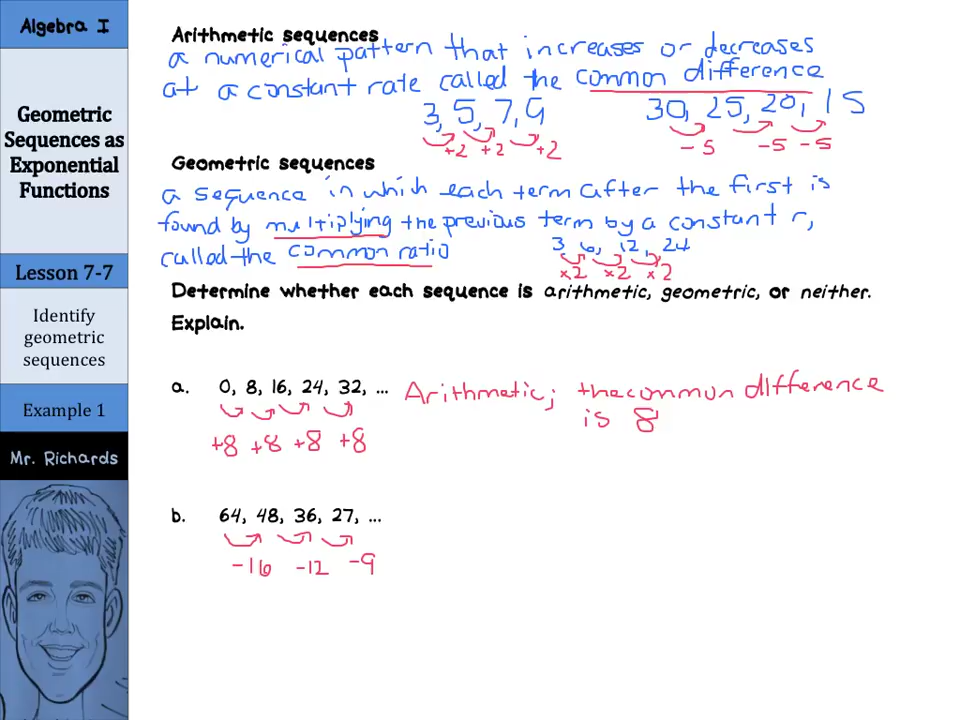 Algebra I
Geometric
Sequences as
Exponential
Functions
Lesson 7-7
Identify
geometric
sequences
Example 1
Mr. Richards
Arithmetic sequences
a numerical pattern that increases or decreases
at a constant rate called the common difference
3, 5, 7, 9 30, 25, 20, 15
+2 +2 +2 -5 -5 -5
Geometric sequences
a sequence in which each term after the first is
found by multiplying the previous term by a constant r,
called the common ratio 3 6, 12, 24
×2 ×2 ×2
Determine whether each sequence is arithmetic, geometric, or neither.
Explain.
a. 0, 8, 16, 24, 32, ... Arithmetic; the common difference
is 8
+8 +8 +8 +8
b. 64, 48, 36, 27, ...
-16 -12 -9